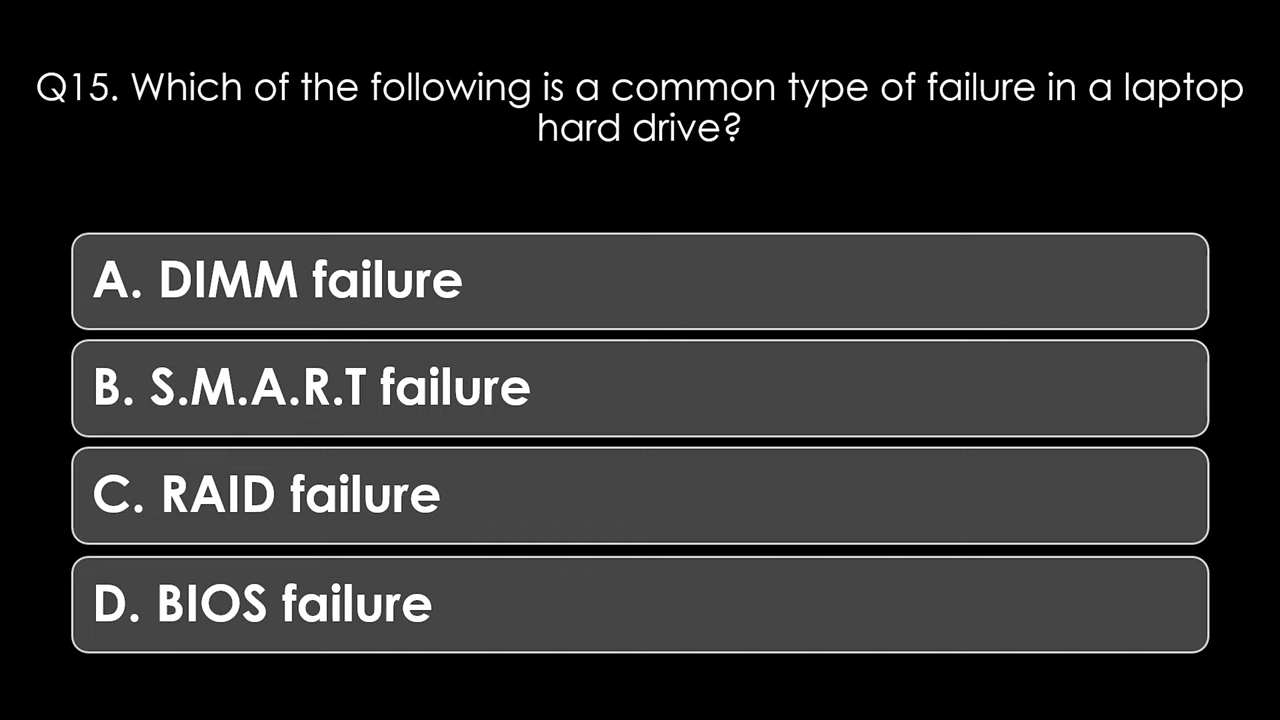 Q15. Which of the following is a common type of failure in a laptop
hard drive?
A. DIMM failure
B. S.M.A.R.T failure
C. RAID failure
D. BIOS failure